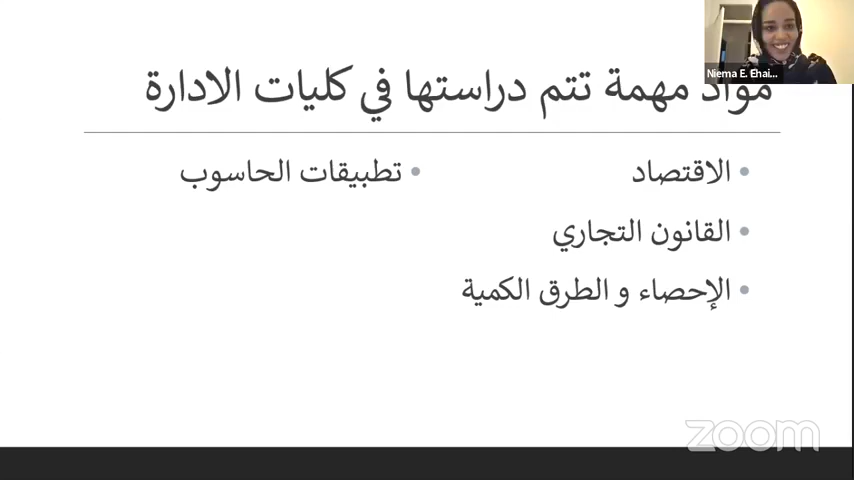 Niema E. Ehai...
مواد مهمة تتم دراستها في كليات الادارة
• الاقتصاد
• القانون التجاري
• الإحصاء و الطرق الكمية
• تطبيقات الحاسوب
zoom